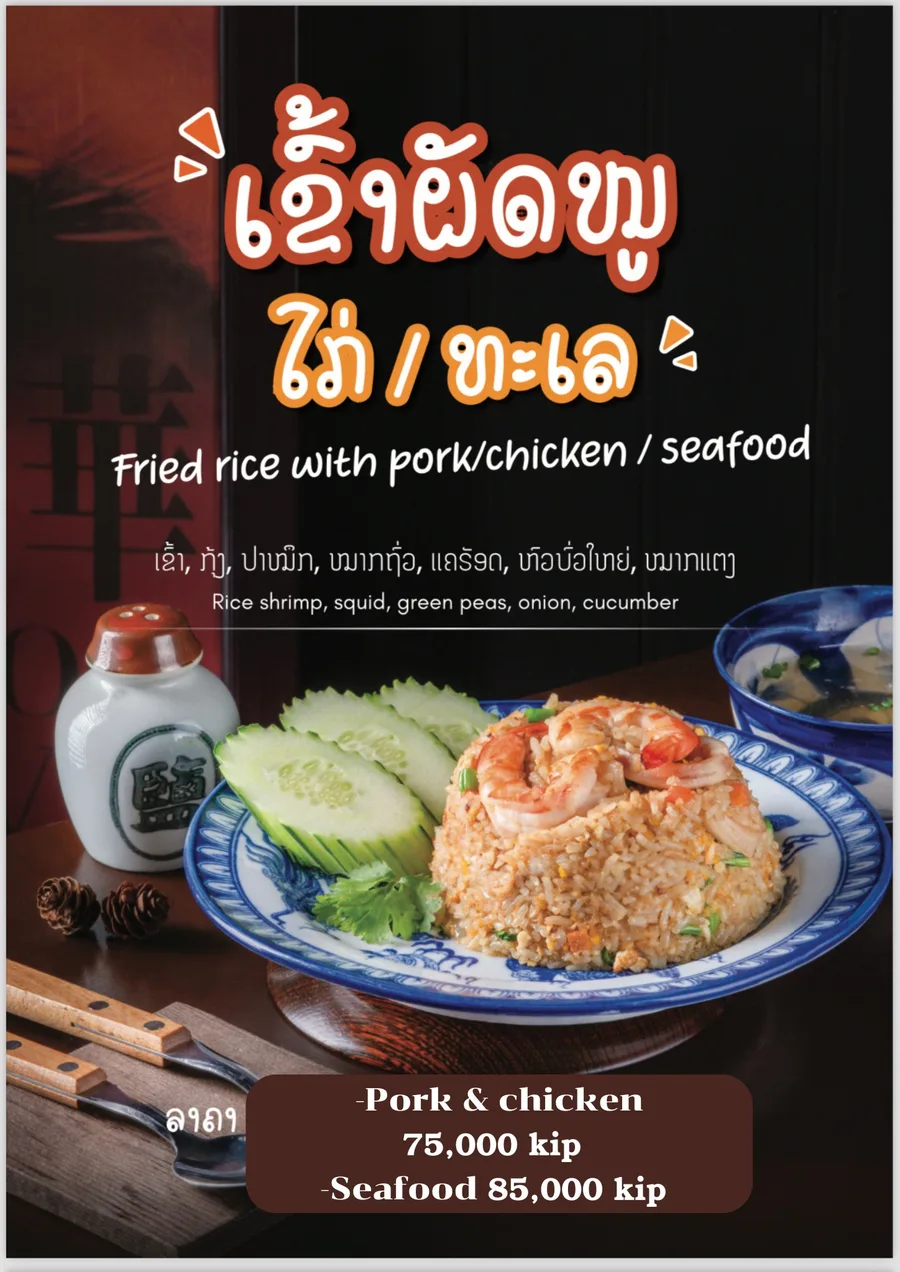 ເຂົ້າຜັດໝູ
ໄກ່ / ທະເລ
Fried rice with pork/chicken / seafood
ເຂົ້າ, ກຸ້ງ, ປາໝຶກ, ໝາກຖົ່ວ, ແຄຣັອດ, ຫົວບົ່ວໃຫຍ່, ໝາກແຕງ
Rice shrimp, squid, green peas, onion, cucumber
華
鹽
ລາຄາ
-Pork & chicken
75,000 kip
-Seafood 85,000 kip